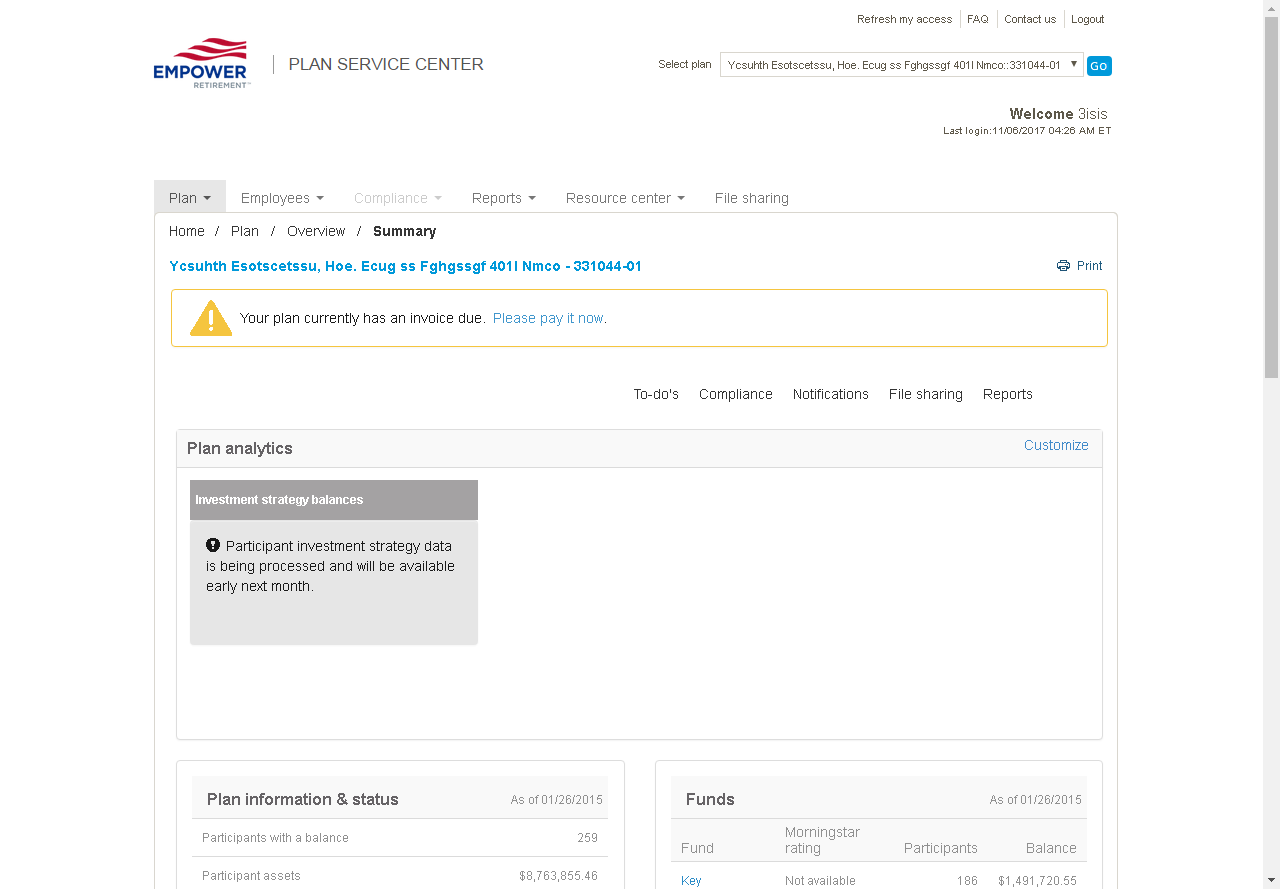 Refresh my access FAQ Contact us Logout
EMPOWER
RETIREMENT™
PLAN SERVICE CENTER
Select plan Ycsuhth Esotscetssu, Hoe. Ecug ss Fghgssgf 401l Nmco::331044-01 Go
Welcome 3isis
Last login:11/06/2017 04:26 AM ET
Plan Employees Compliance Reports Resource center File sharing
Home / Plan / Overview / Summary
Ycsuhth Esotscetssu, Hoe. Ecug ss Fghgssgf 401l Nmco - 331044-01 Print
Your plan currently has an invoice due. Please pay it now.
To-do's Compliance Notifications File sharing Reports
Plan analytics Customize
Investment strategy balances
Participant investment strategy data
is being processed and will be available
early next month.
Plan information & status As of 01/26/2015
Participants with a balance 259
Participant assets $8,763,855.46
Funds As of 01/26/2015
Fund Morningstar rating Participants Balance
Key Not available 186 $1,491,720.55